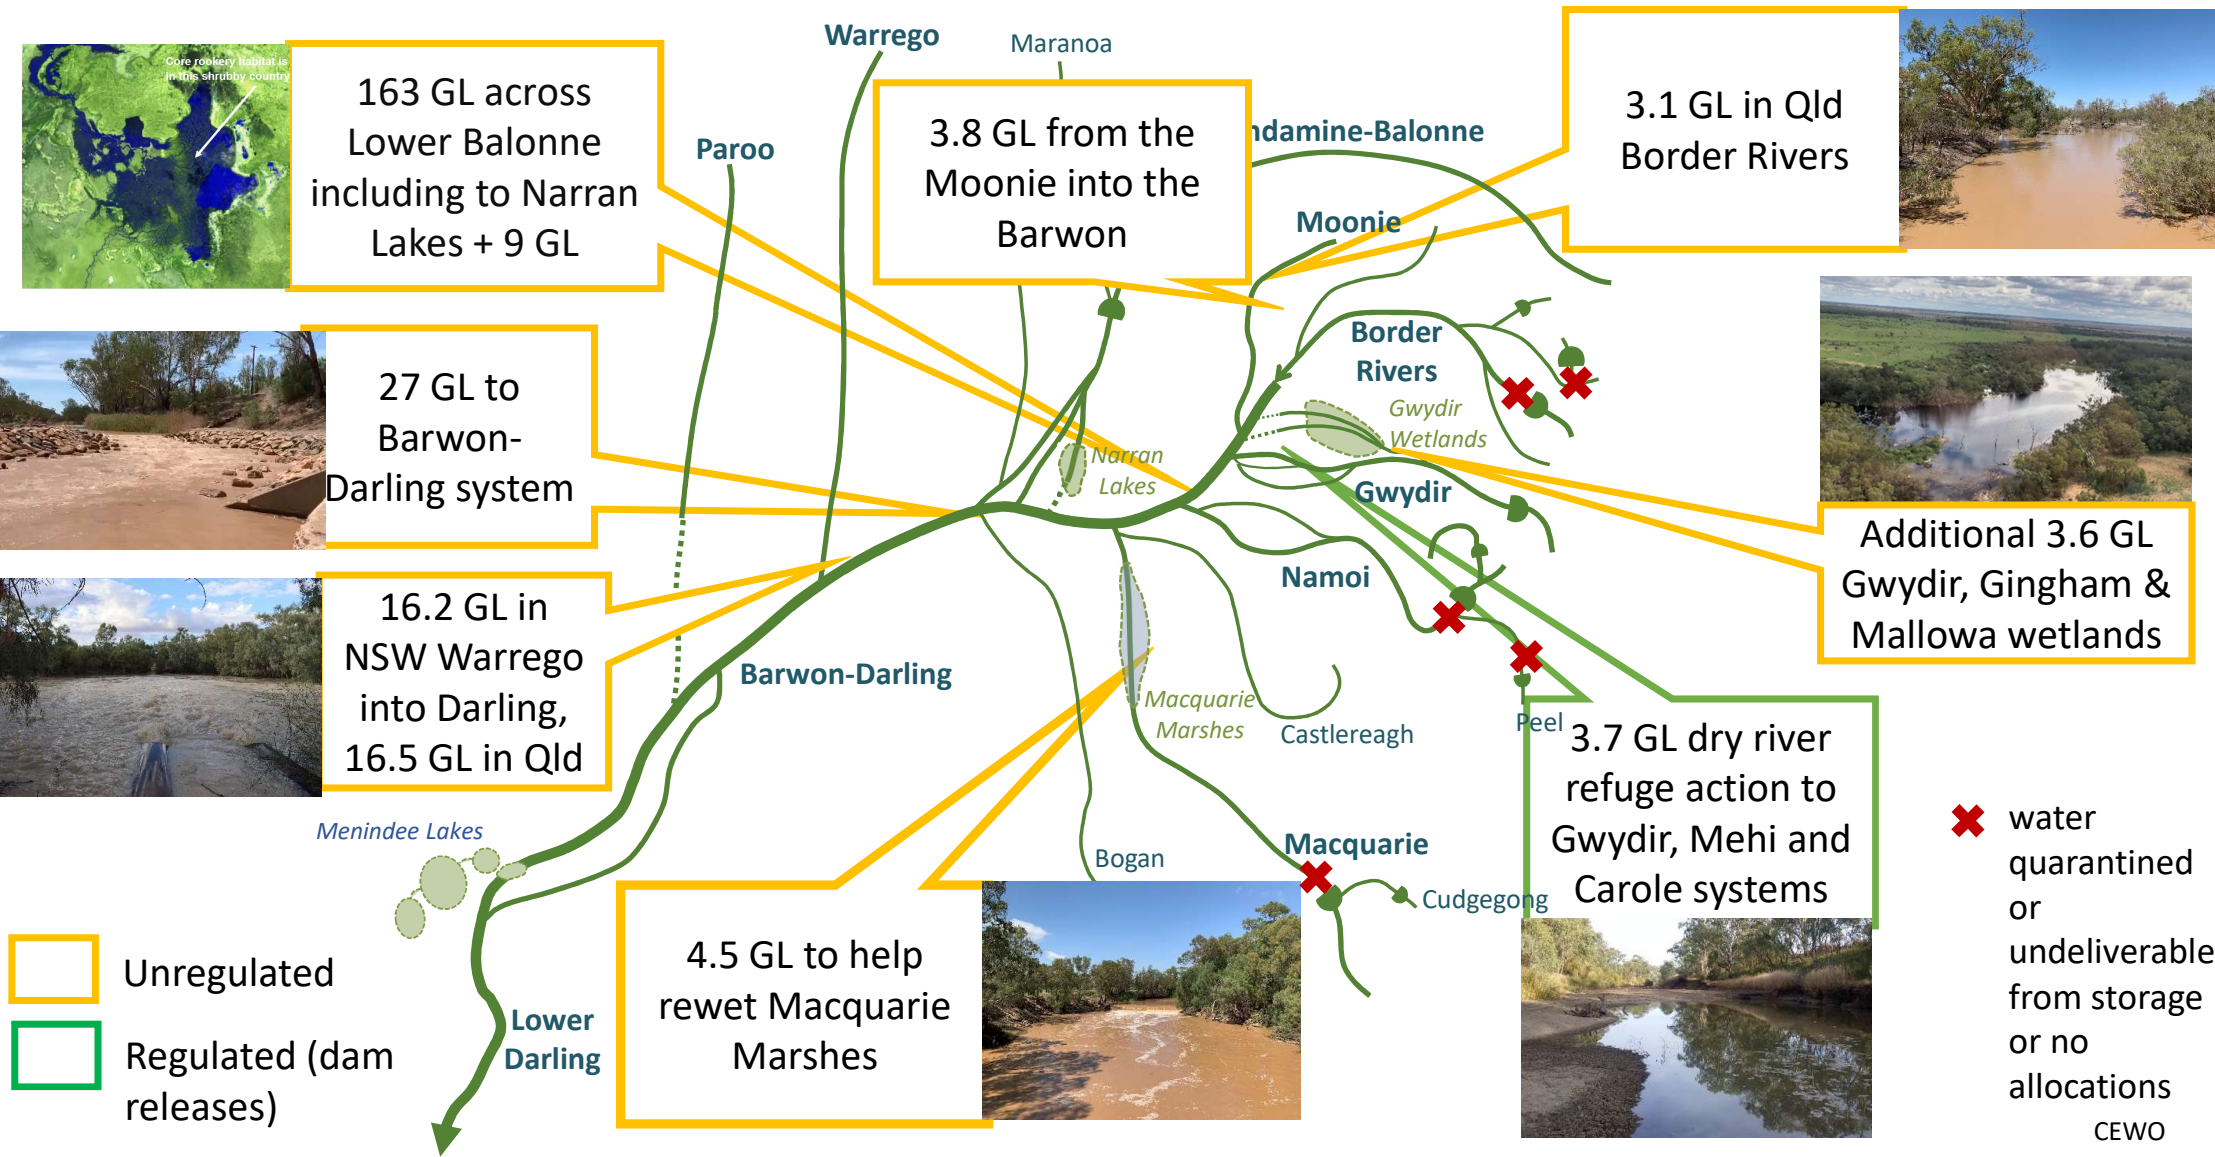 Warrego
Maranoa
Core rookery habitat is
in this shrubby country
163 GL across
Lower Balonne
including to Narran
Lakes + 9 GL
Paroo
3.8 GL from the
Moonie into the
Barwon
ndamine-Balonne
Moonie
3.1 GL in Qld
Border Rivers
27 GL to
Barwon-
Darling system
Border
Rivers
Gwydir
Wetlands
Narran
Lakes
Gwydir
Additional 3.6 GL
Gwydir, Gingham &
Mallowa wetlands
16.2 GL in
NSW Warrego
into Darling,
16.5 GL in Qld
Namoi
Barwon-Darling
Macquarie
Marshes
Castlereagh
Peel
3.7 GL dry river
refuge action to
Gwydir, Mehi and
Carole systems
Menindee Lakes
Bogan
Macquarie
Cudgegong
water
quarantined
or
undeliverable
from storage
or no
allocations
Unregulated
Regulated (dam
releases)
4.5 GL to help
rewet Macquarie
Marshes
Lower
Darling
CEWO